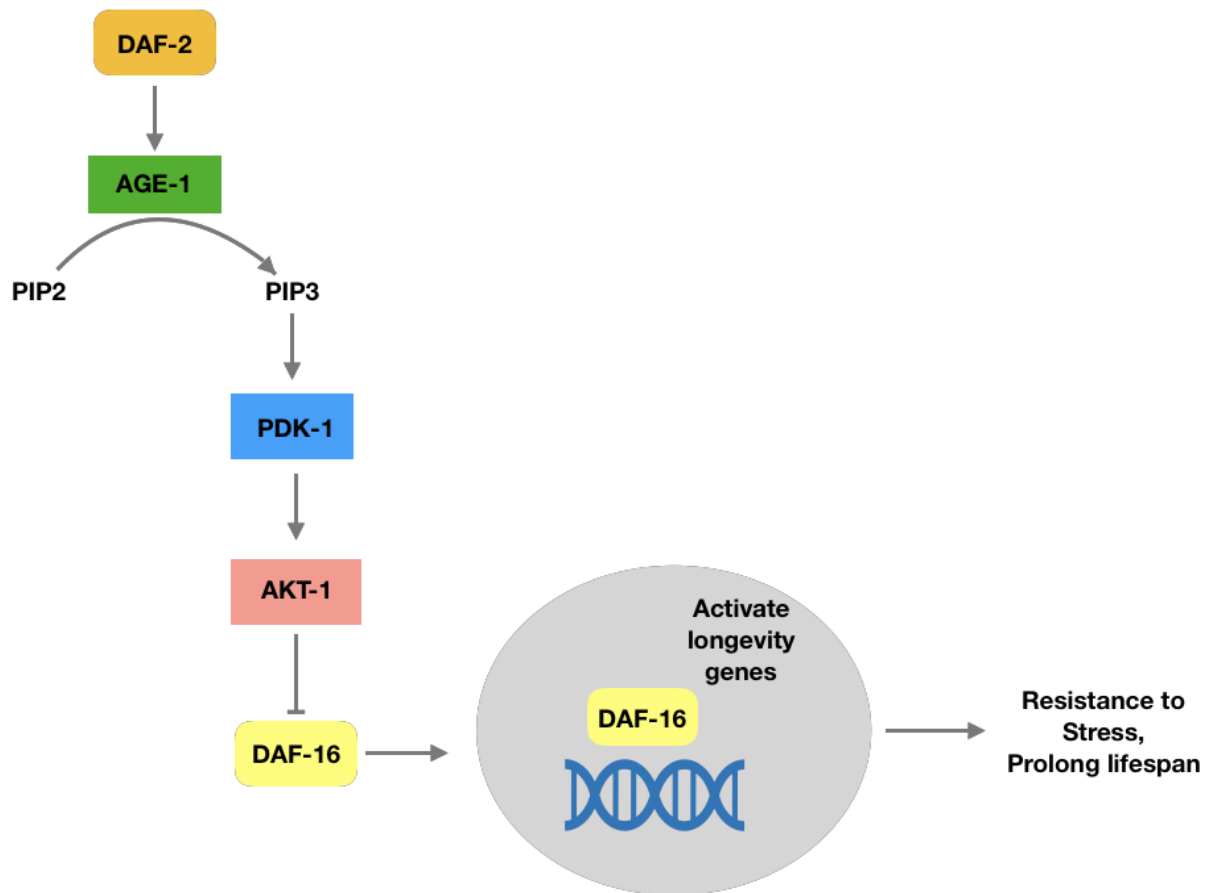 DAF-2
AGE-1
PIP2
PIP3
PDK-1
AKT-1
DAF-16
Activate
longevity
genes
DAF-16
Resistance to
Stress,
Prolong lifespan